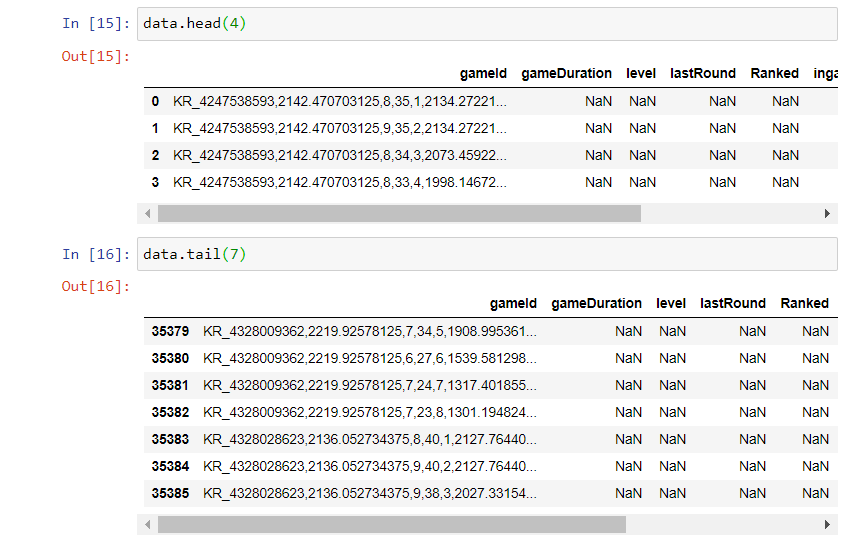 In [15]: data.head(4)
Out[15]:
gameId gameDuration level lastRound Ranked inga
0 KR_4247538593,2142.470703125,8,35,1,2134.27221... NaN NaN NaN NaN
1 KR_4247538593,2142.470703125,9,35,2,2134.27221... NaN NaN NaN NaN
2 KR_4247538593,2142.470703125,8,34,3,2073.45922... NaN NaN NaN NaN
3 KR_4247538593,2142.470703125,8,33,4,1998.14672... NaN NaN NaN NaN
In [16]: data.tail(7)
Out[16]:
gameId gameDuration level lastRound Ranked
35379 KR_4328009362,2219.92578125,7,34,5,1908.995361... NaN NaN NaN NaN
35380 KR_4328009362,2219.92578125,6,27,6,1539.581298... NaN NaN NaN NaN
35381 KR_4328009362,2219.92578125,7,24,7,1317.401855... NaN NaN NaN NaN
35382 KR_4328009362,2219.92578125,7,23,8,1301.194824... NaN NaN NaN NaN
35383 KR_4328028623,2136.052734375,8,40,1,2127.76440... NaN NaN NaN NaN
35384 KR_4328028623,2136.052734375,9,40,2,2127.76440... NaN NaN NaN NaN
35385 KR_4328028623,2136.052734375,9,38,3,2027.33154... NaN NaN NaN NaN